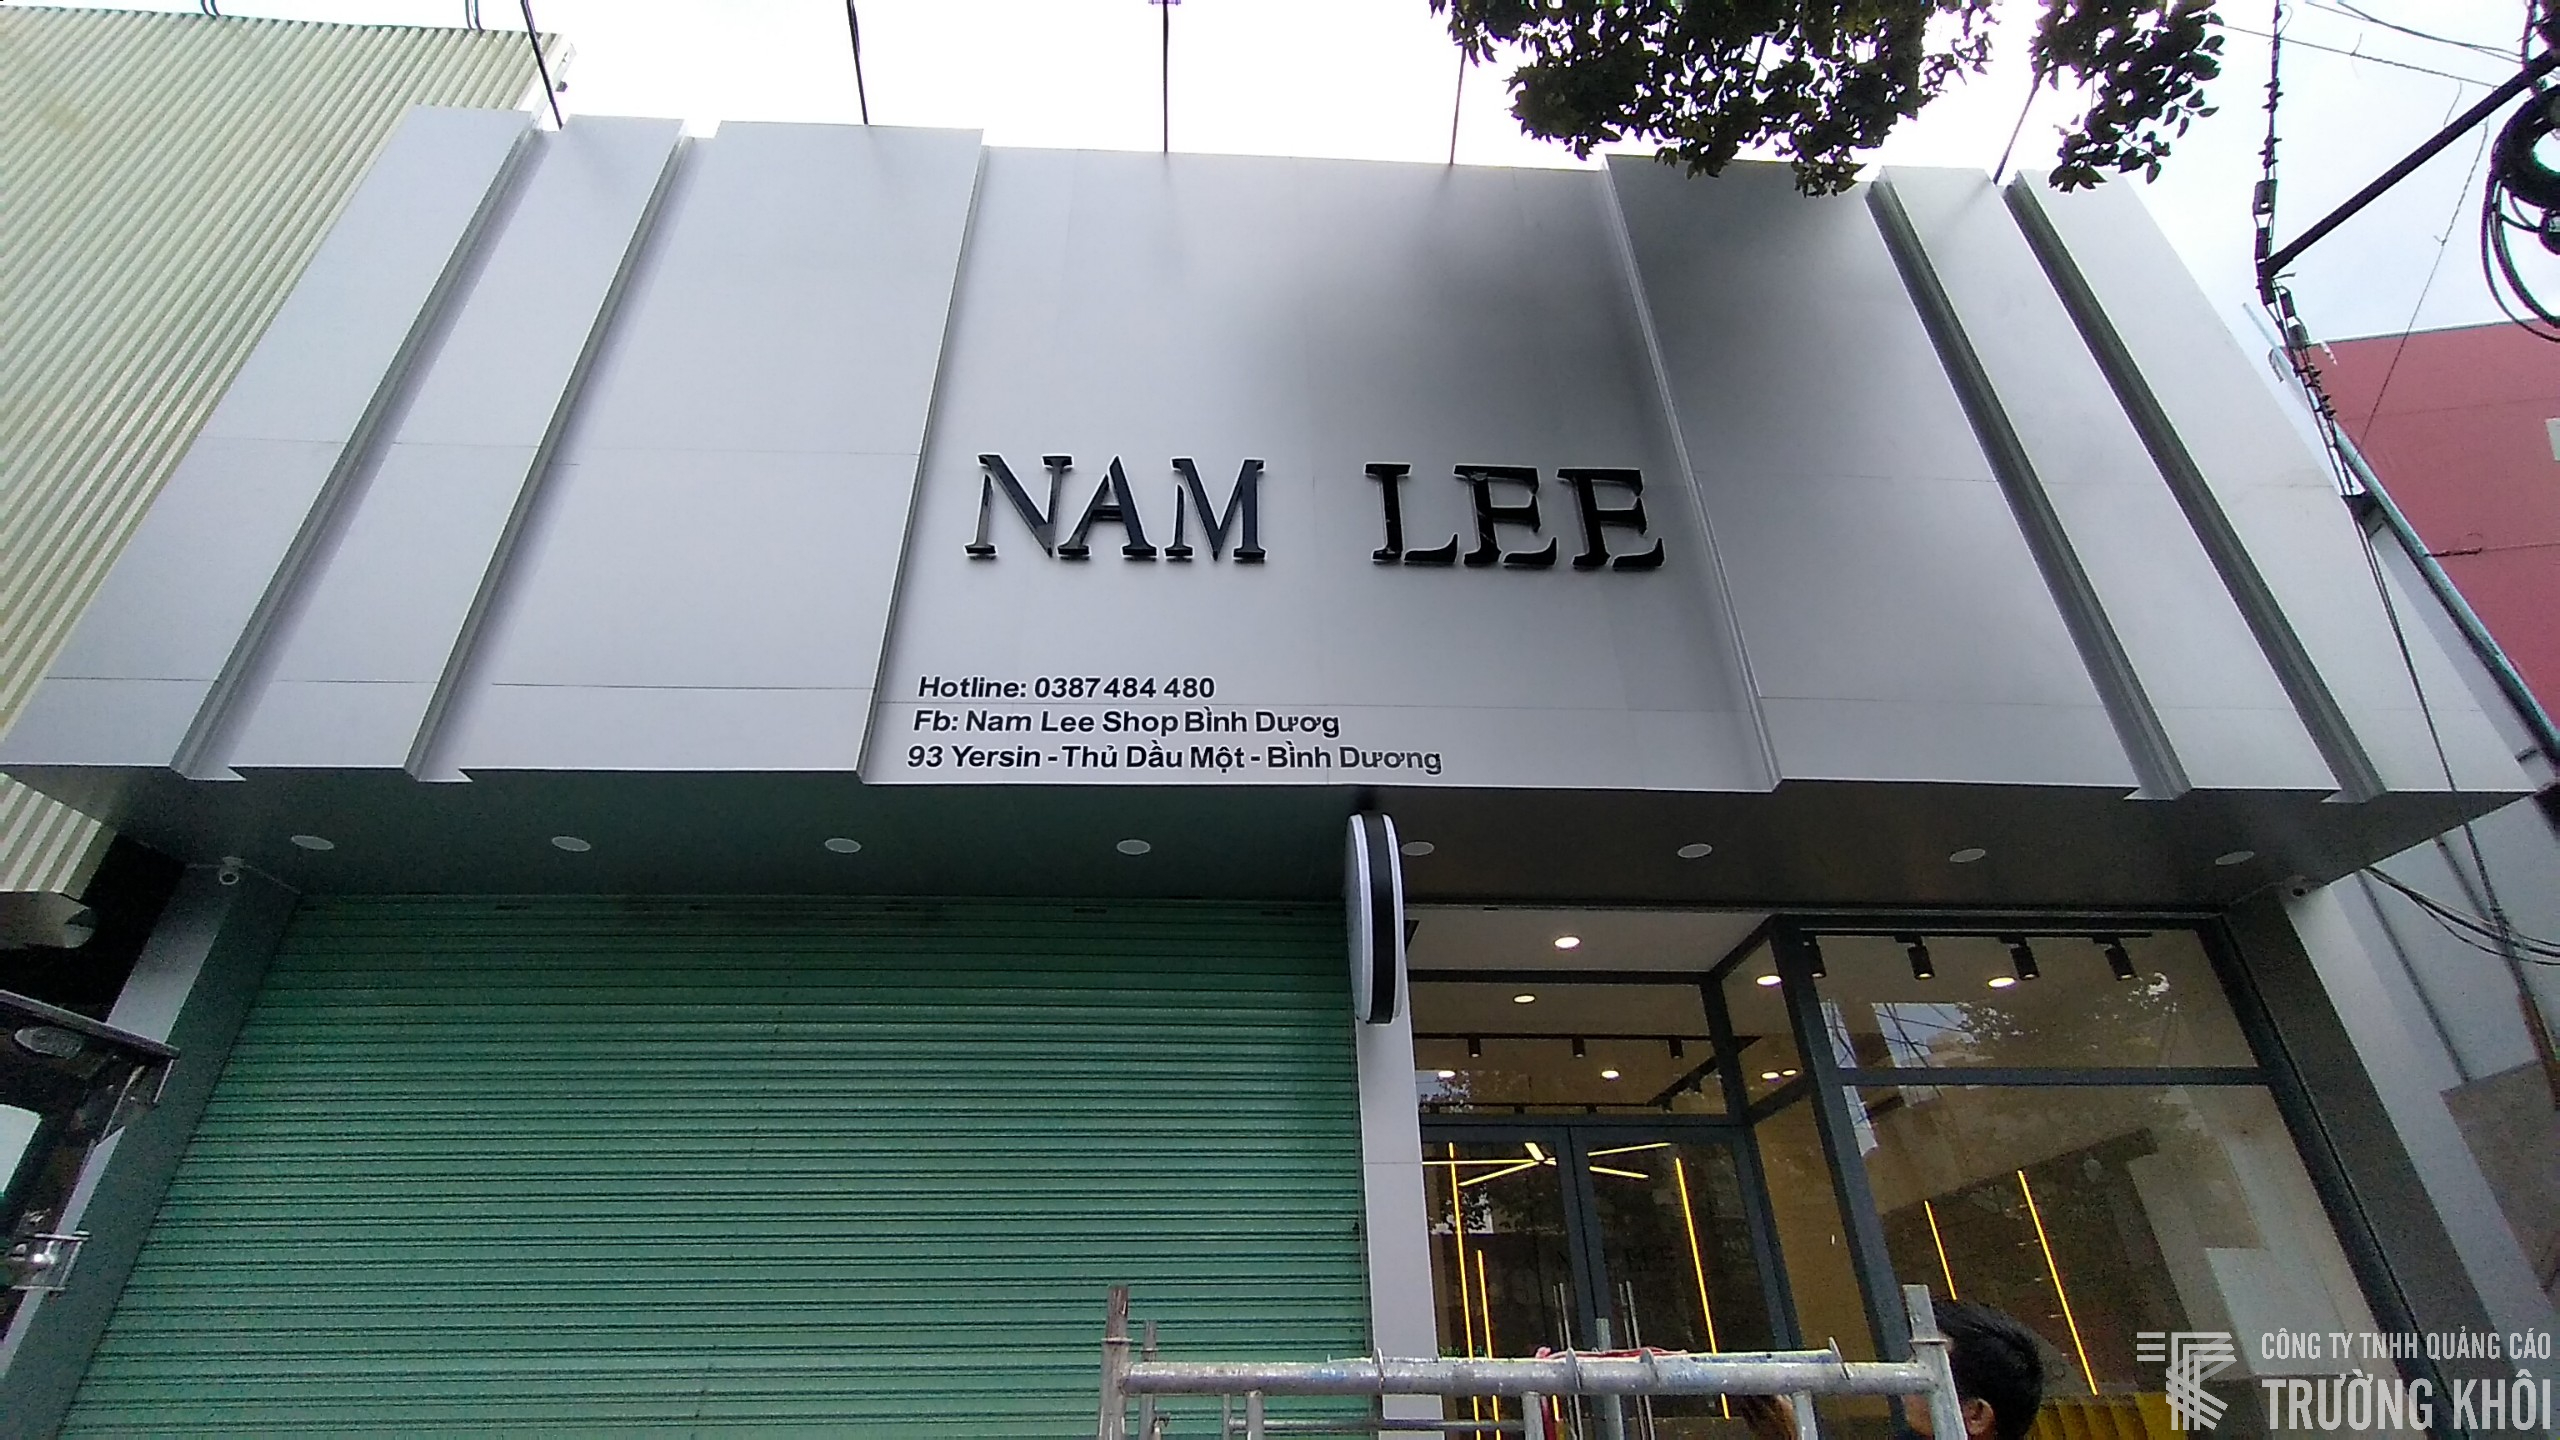 NAM LEE
Hotline: 0387 484 480
Fb: Nam Lee Shop Bình Dươg
93 Yersin - Thủ Dầu Một - Bình Dương
CÔNG TY TNHH QUẢNG CÁO
TRƯỜNG KHÔI